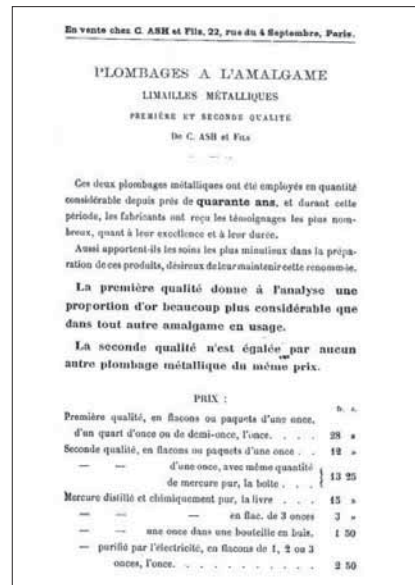 En vente chez C. ASH et Fils, 22, rue du 4 Septembre, Paris.
PLOMBAGES A L'AMALGAME
LIMAILLES MÉTALLIQUES
PREMIÈRE ET SECONDE QUALITÉ
De C. ASH et Fils
Ces deux plombages métalliques ont été employés en quantité
considérable depuis près de quarante ans, et durant cette
période, les fabricants ont reçu les témoignages les plus nom-
breux, quant à leur excellence et à leur durée.
Aussi apportent-ils les soins les plus minutieux dans la prépa-
ration de ces produits, désireux de leur maintenir cette renommée.
La première qualité donne à l'analyse une
proportion d'or beaucoup plus considérable que
dans tout autre amalgame en usage.
La seconde qualité n'est égalée par aucun
autre plombage métallique du même prix.
PRIX :
fr. c.
Première qualité, en flacons ou paquets d'une once,
d'un quart d'once ou de demi-once, l'once. . . . . 28 »
Seconde qualité, en flacons ou paquets d'une once . . 12 »
— — d'une once, avec même quantité
de mercure pur, la boîte . . . } 13 25
Mercure distillé et chimiquement pur, la livre . . . . 15 »
— — — en flac. de 3 onces 3 »
— — une once dans une bouteille en buis. 1 50
— purifié par l'électricité, en flacons de 1, 2 ou 3
onces, l'once. . . . . . . . . . . 2 50